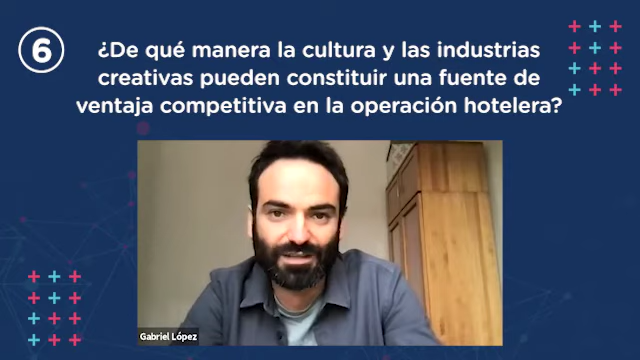 6
¿De qué manera la cultura y las industrias
creativas pueden constituir una fuente de
ventaja competitiva en la operación hotelera?
Gabriel López